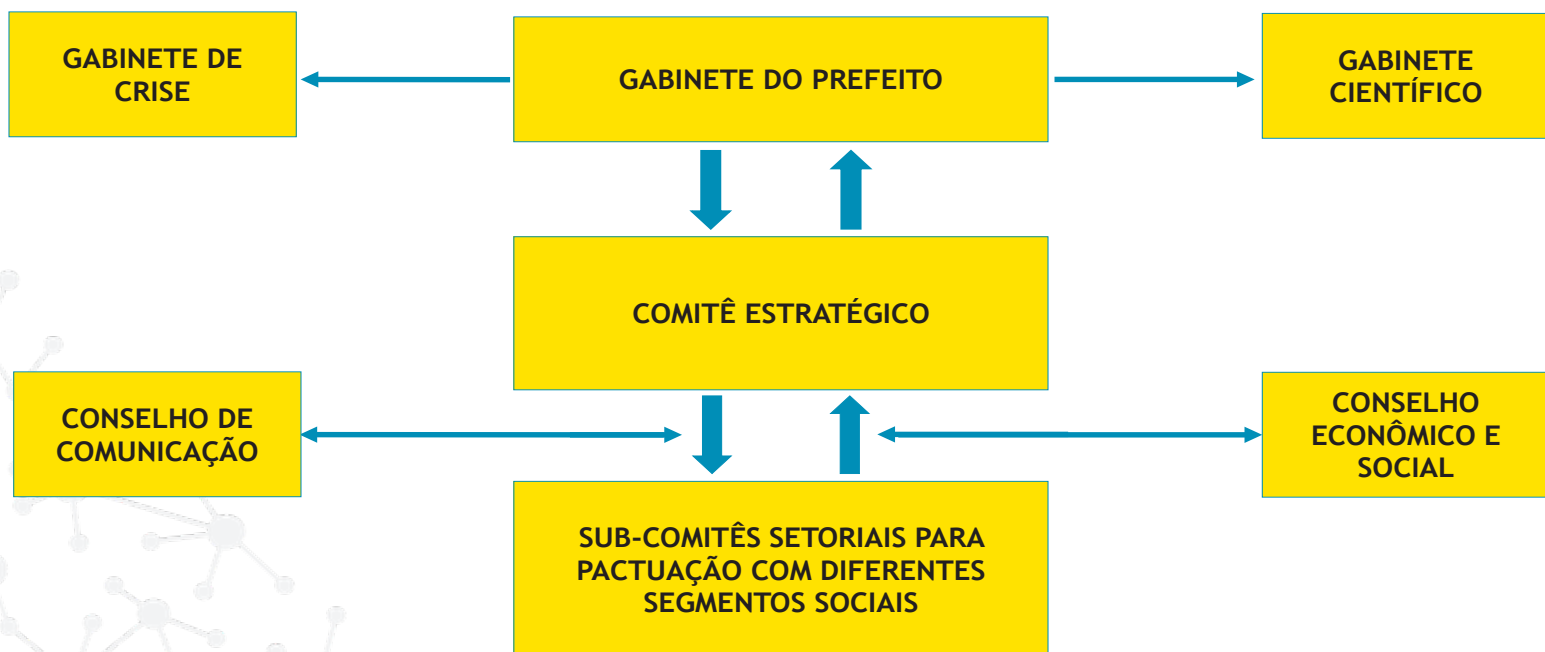 GABINETE DE
CRISE
GABINETE DO PREFEITO
GABINETE
CIENTÍFICO
COMITÊ ESTRATÉGICO
CONSELHO DE
COMUNICAÇÃO
CONSELHO
ECONÔMICO E
SOCIAL
SUB-COMITÊS SETORIAIS PARA
PACTUAÇÃO COM DIFERENTES
SEGMENTOS SOCIAIS